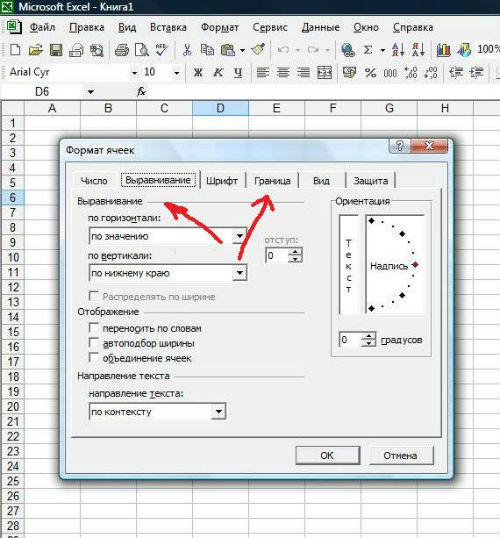 Microsoft Excel - Книга1
Файл Правка Вид Вставка Формат Сервис Данные Окно Справка
100%
Arial Cyr 10 Ж К Ч % 000
D6 fx
A B C D E F G H
1
2
3
4
5
6
7
8
9
10
11
12
13
14
15
16
17
18
19
20
21
22
23
24
25
26
27
28
Формат ячеек
Число Выравнивание Шрифт Граница Вид Защита
Выравнивание
по горизонтали:
по значению
отступ:
по вертикали:
0
по нижнему краю
Распределять по ширине
Отображение
переносить по словам
автоподбор ширины
объединение ячеек
Направление текста
направление текста:
по контексту
Ориентация
Текст
Надпись
0 градусов
ОК Отмена